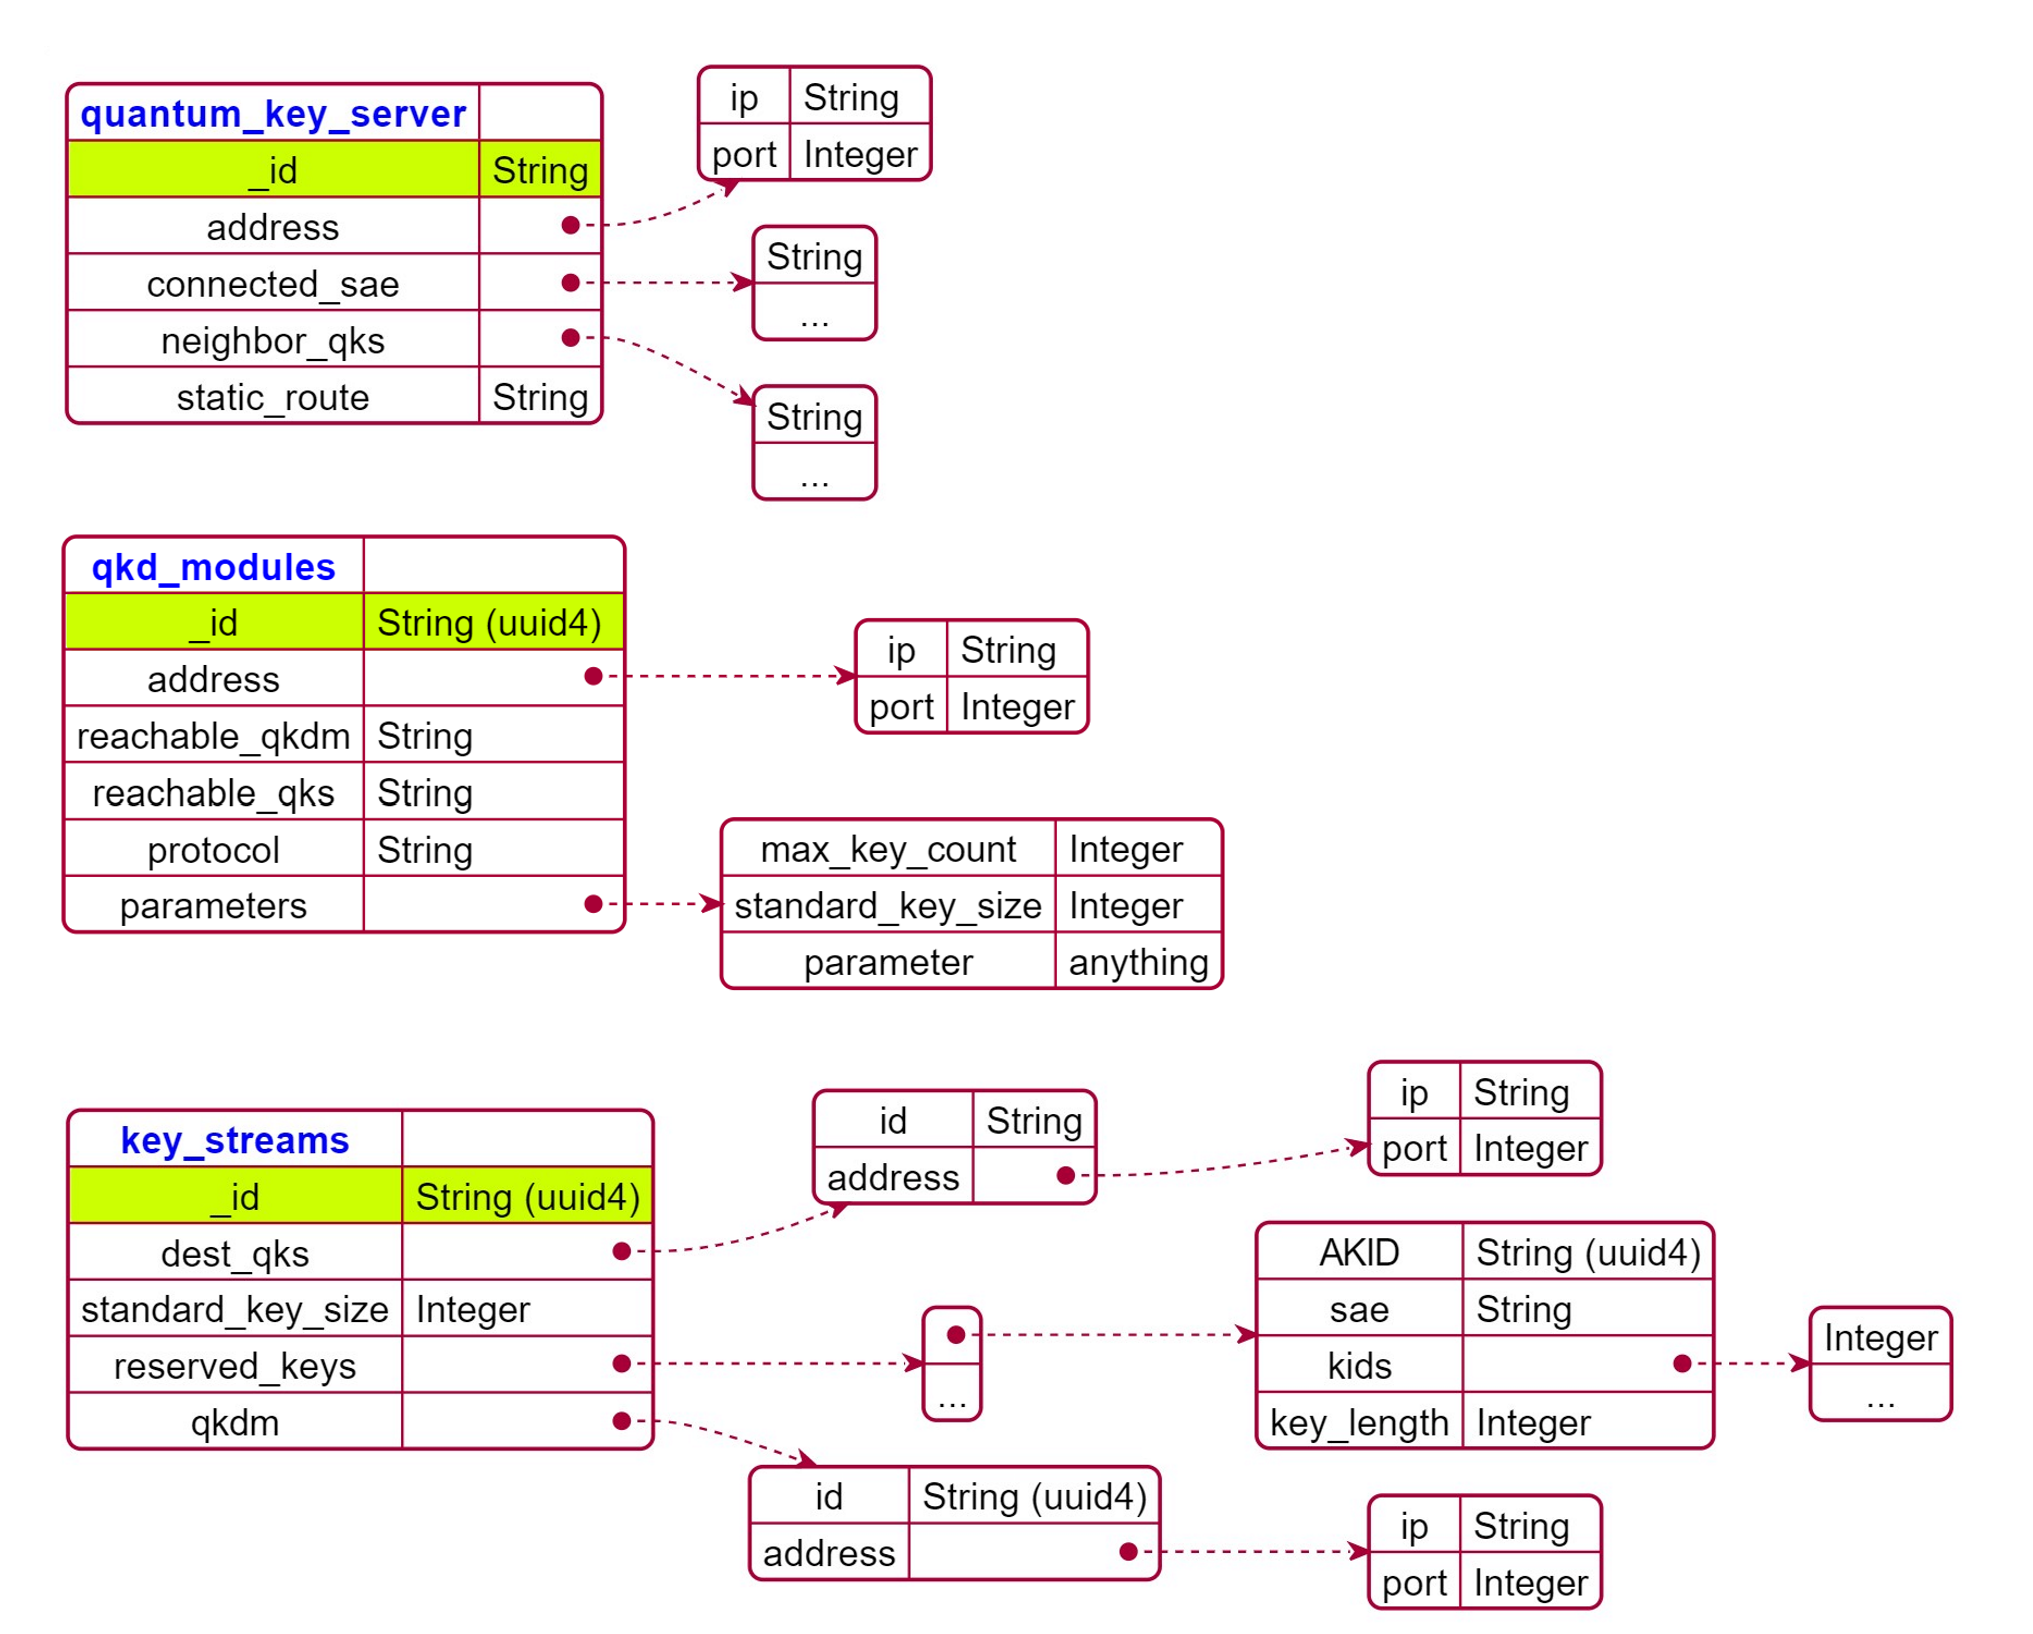 quantum_key_server
_id String
address
connected_sae
neighbor_qks
static_route String
ip String
port Integer
String
...
String
...
qkd_modules
_id String (uuid4)
address
reachable_qkdm String
reachable_qks String
protocol String
parameters
ip String
port Integer
max_key_count Integer
standard_key_size Integer
parameter anything
key_streams
_id String (uuid4)
dest_qks
standard_key_size Integer
reserved_keys
qkdm
id String
address
ip String
port Integer
...
AKID String (uuid4)
sae String
kids
key_length Integer
Integer
...
id String (uuid4)
address
ip String
port Integer